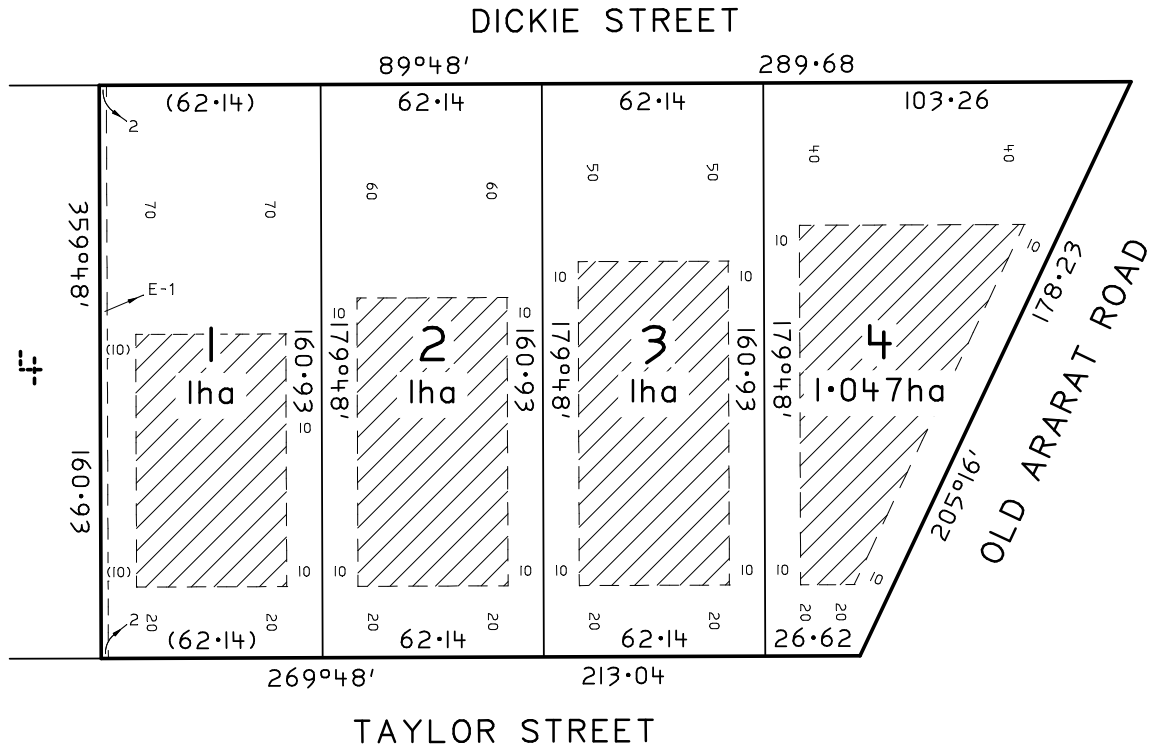 DICKIE STREET
89°48' 289·68
(62·14) 62·14 62·14 103·26
2
70 70 60 60 50 50 40 40
359°48'
E-1
10 10 10 10 10 10
178·23
(10)
1 2 3 4
1ha 1ha 1ha 1·047ha
160·93 179°48' 160·93 179°48' 160·93 179°48'
10
OLD ARARAT ROAD
205°16'
160·93
(10) 10 10 10 10 10 10
2
20 20 20 20 20 20 20 20
(62·14) 62·14 62·14 26·62
269°48' 213·04
TAYLOR STREET